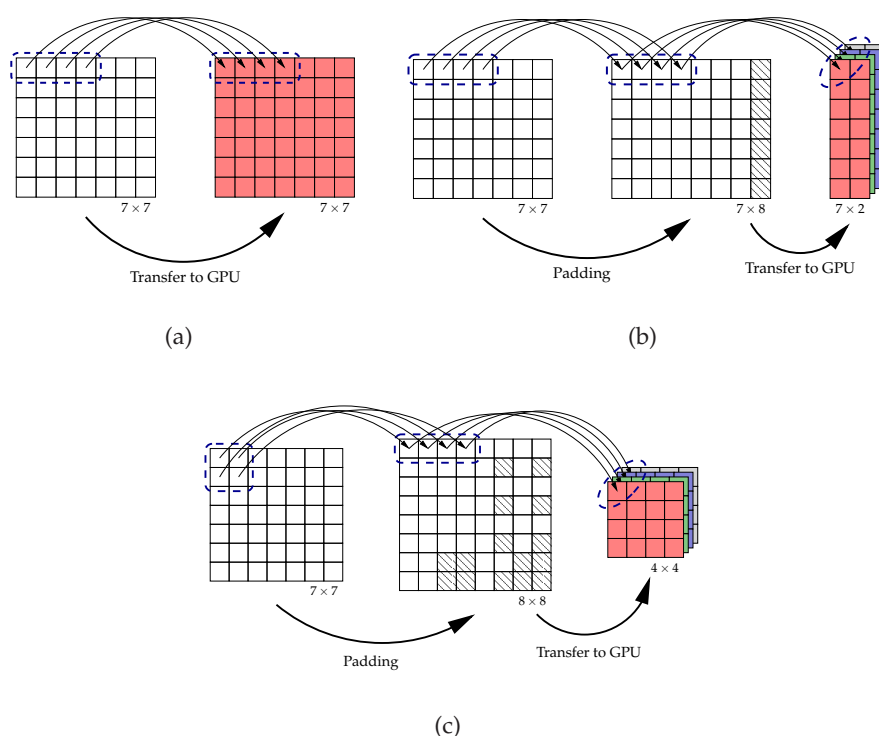 7 × 7
7 × 7
Transfer to GPU
(a)
7 × 7
7 × 8
7 × 2
Padding
Transfer to GPU
(b)
7 × 7
8 × 8
4 × 4
Padding
Transfer to GPU
(c)